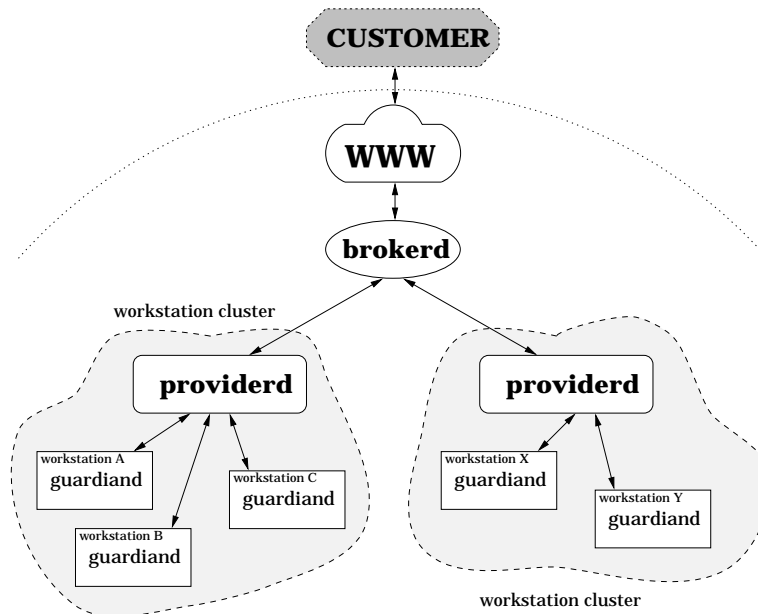 CUSTOMER
WWW
brokerd
workstation cluster
providerd
providerd
workstation A
guardiand
workstation C
guardiand
workstation B
guardiand
workstation X
guardiand
workstation Y
guardiand
workstation cluster